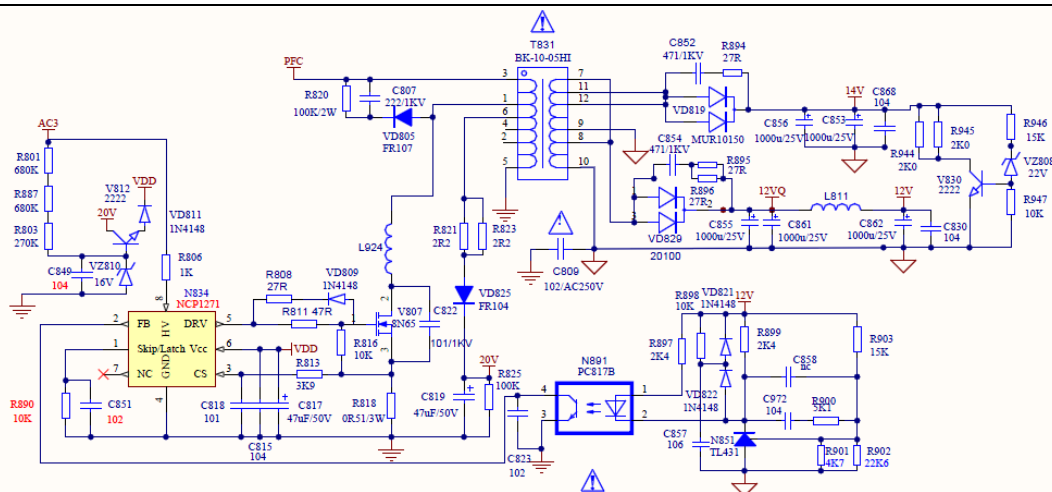 T831
BK-10-05HI
PFC
R820
100K/2W
C807
222/1KV
VD805
FR107
3
1
6
4
2
5
7
11
12
9
8
10
C852
471/1KV
R894
27R
VD819
MUR10150
14V
C868
104
C856
1000u/25V
C853
1000u/25V
R944
2K0
R945
2K0
R946
15K
VZ808
22V
V830
2222
R947
10K
C854
471/1KV
R895
27R
R896
27R
1
3
2
VD829
20100
12VQ
C855
1000u/25V
C861
1000u/25V
L811
12V
C862
1000u/25V
C830
104
C809
102/AC250V
AC3
R801
680K
R887
680K
R803
270K
V812
2222
VDD
20V
VD811
1N4148
C849
104
VZ810
16V
R806
1K
N834
NCP1271
8
2
FB
HV
DRV
5
1
Skip/Latch
Vcc
6
VDD
7
NC
GND
CS
3
4
R808
27R
VD809
1N4148
R811 47R
L924
1
2
3
V807
8N65
C822
101/1KV
R816
10K
R813
3K9
R821
2R2
R823
2R2
VD825
FR104
20V
R890
10K
C851
102
C818
101
C815
104
C817
47uF/50V
R818
0R51/3W
C819
47uF/50V
R825
100K
C823
102
N891
PC817B
4
3
1
2
R897
2K4
R898
10K
VD821
1N4148
12V
VD822
1N4148
R899
2K4
C858
nc
R903
15K
C972
104
R900
5K1
C857
106
N851
TL431
R901
4K7
R902
22K6